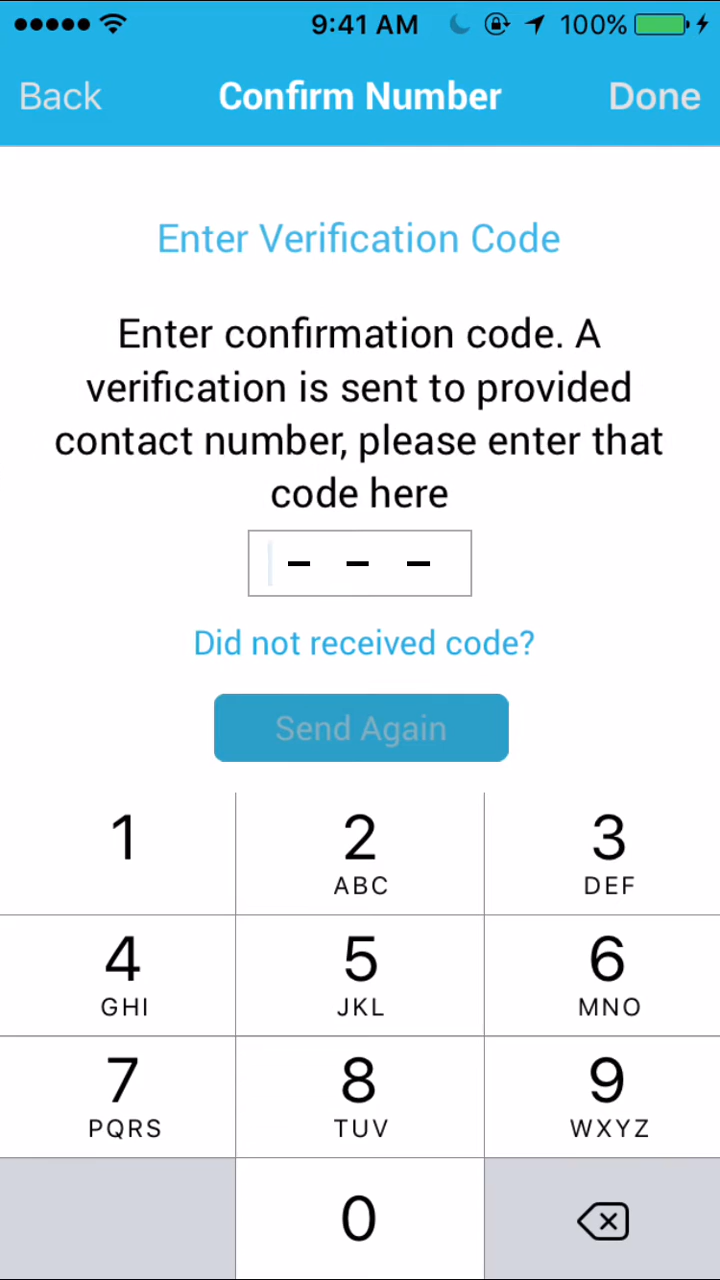 9:41 AM 100%
Back Confirm Number Done
Enter Verification Code
Enter confirmation code. A
verification is sent to provided
contact number, please enter that
code here
– – –
Did not received code?
Send Again
1 2 3
ABC DEF
4 5 6
GHI JKL MNO
7 8 9
PQRS TUV WXYZ
0